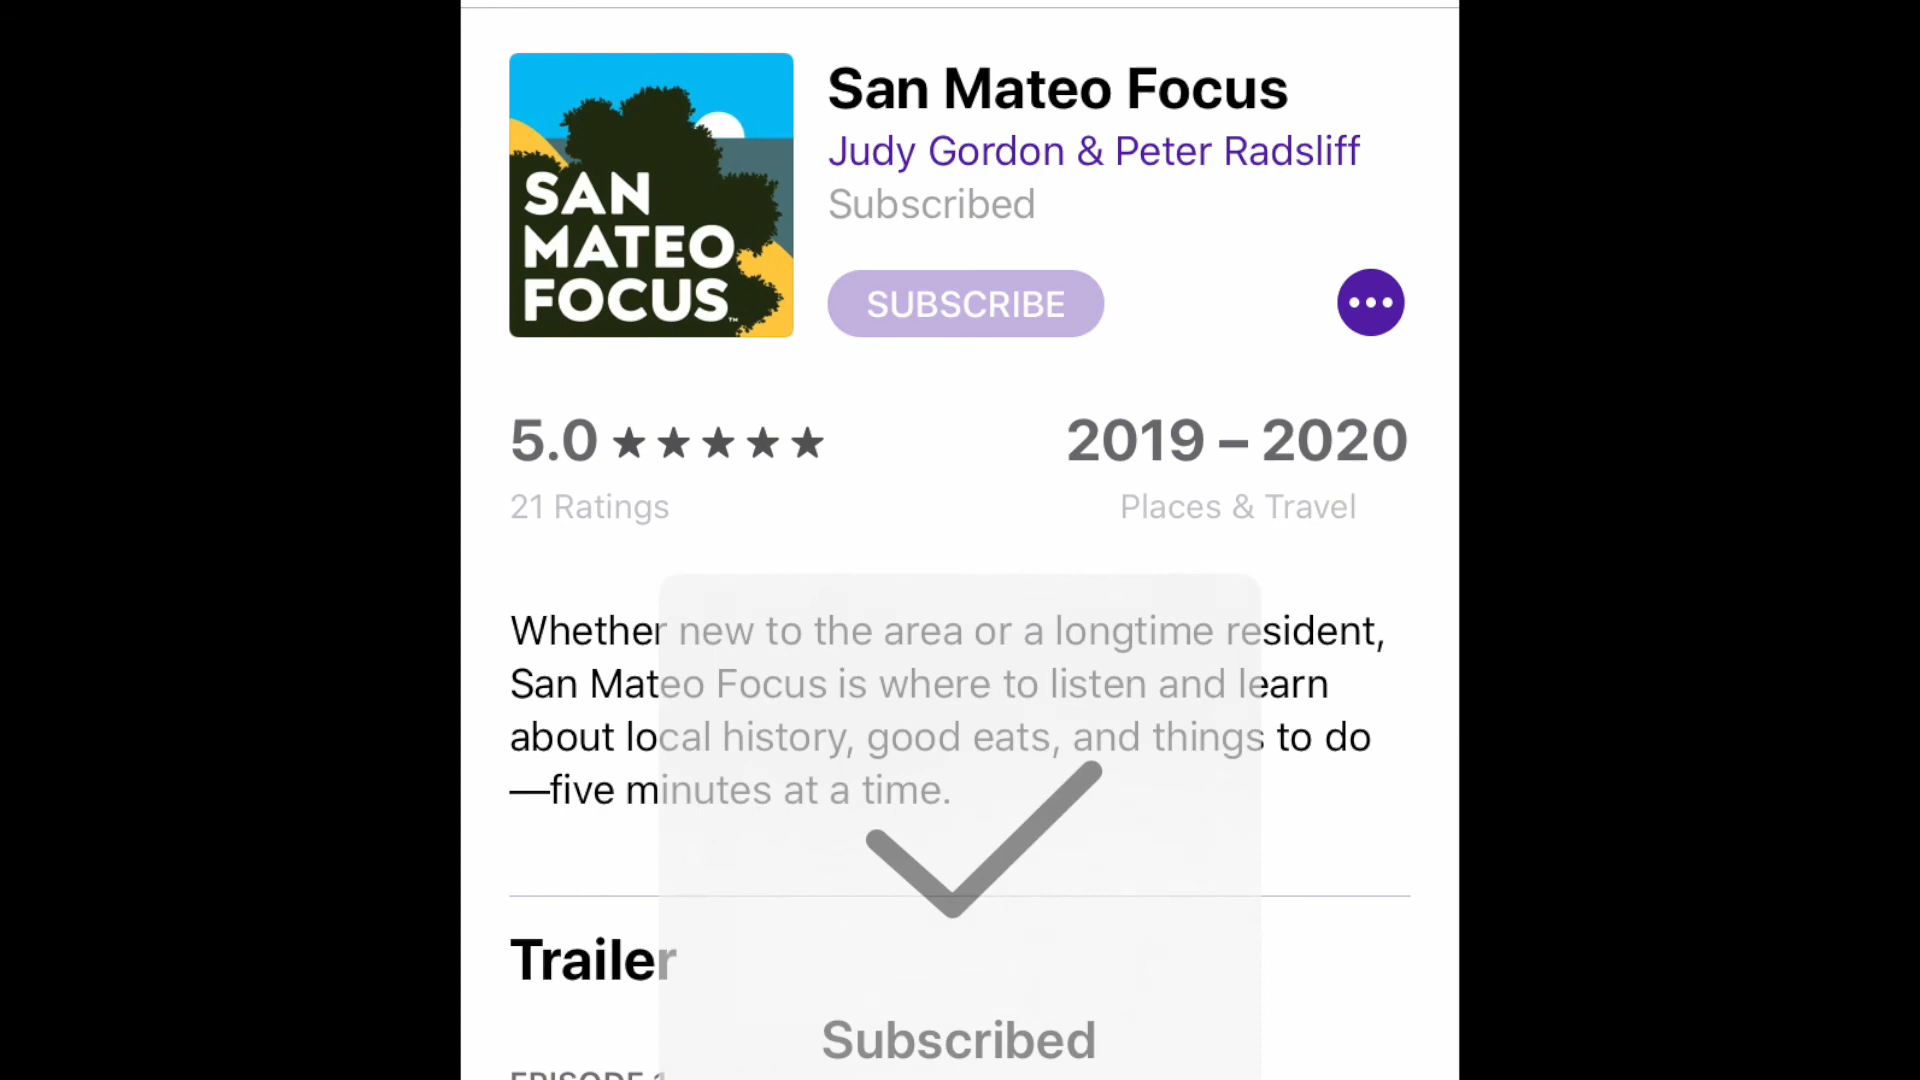 SAN
MATEO
FOCUS™
San Mateo Focus
Judy Gordon & Peter Radsliff
Subscribed
SUBSCRIBE
5.0 ★★★★★
21 Ratings
2019 – 2020
Places & Travel
Whether new to the area or a longtime resident,
San Mateo Focus is where to listen and learn
about local history, good eats, and things to do
—five minutes at a time.
Trailer
Subscribed
EPISODE